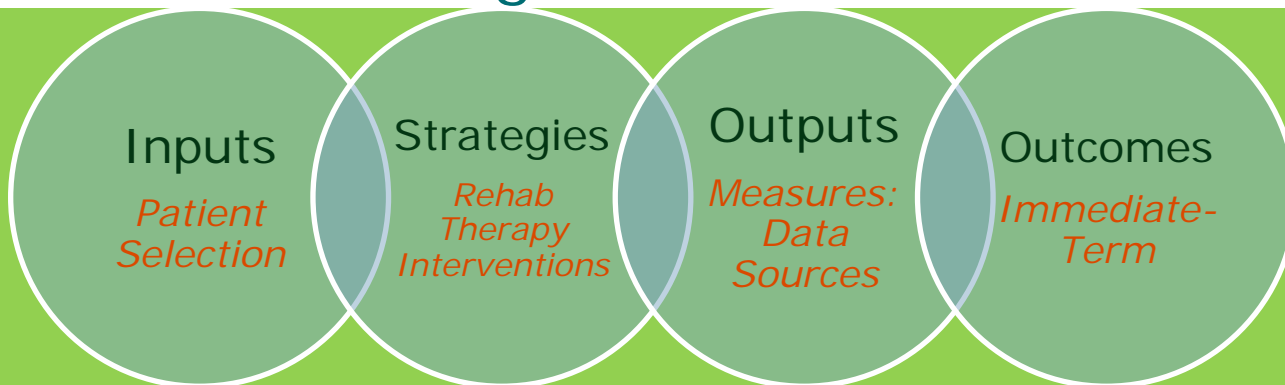 Inputs
Patient
Selection
Strategies
Rehab
Therapy
Interventions
Outputs
Measures:
Data
Sources
Outcomes
Immediate-
Term